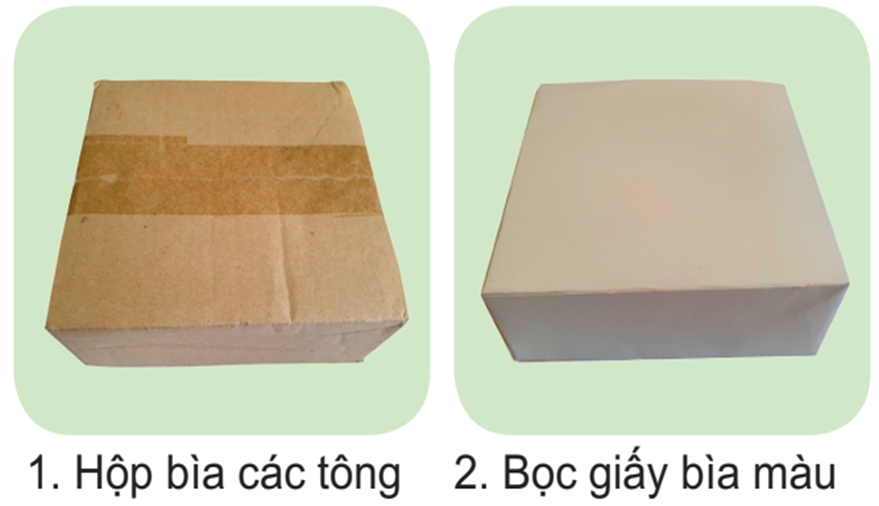 1. Hộp bìa các tông
2. Bọc giấy bìa màu